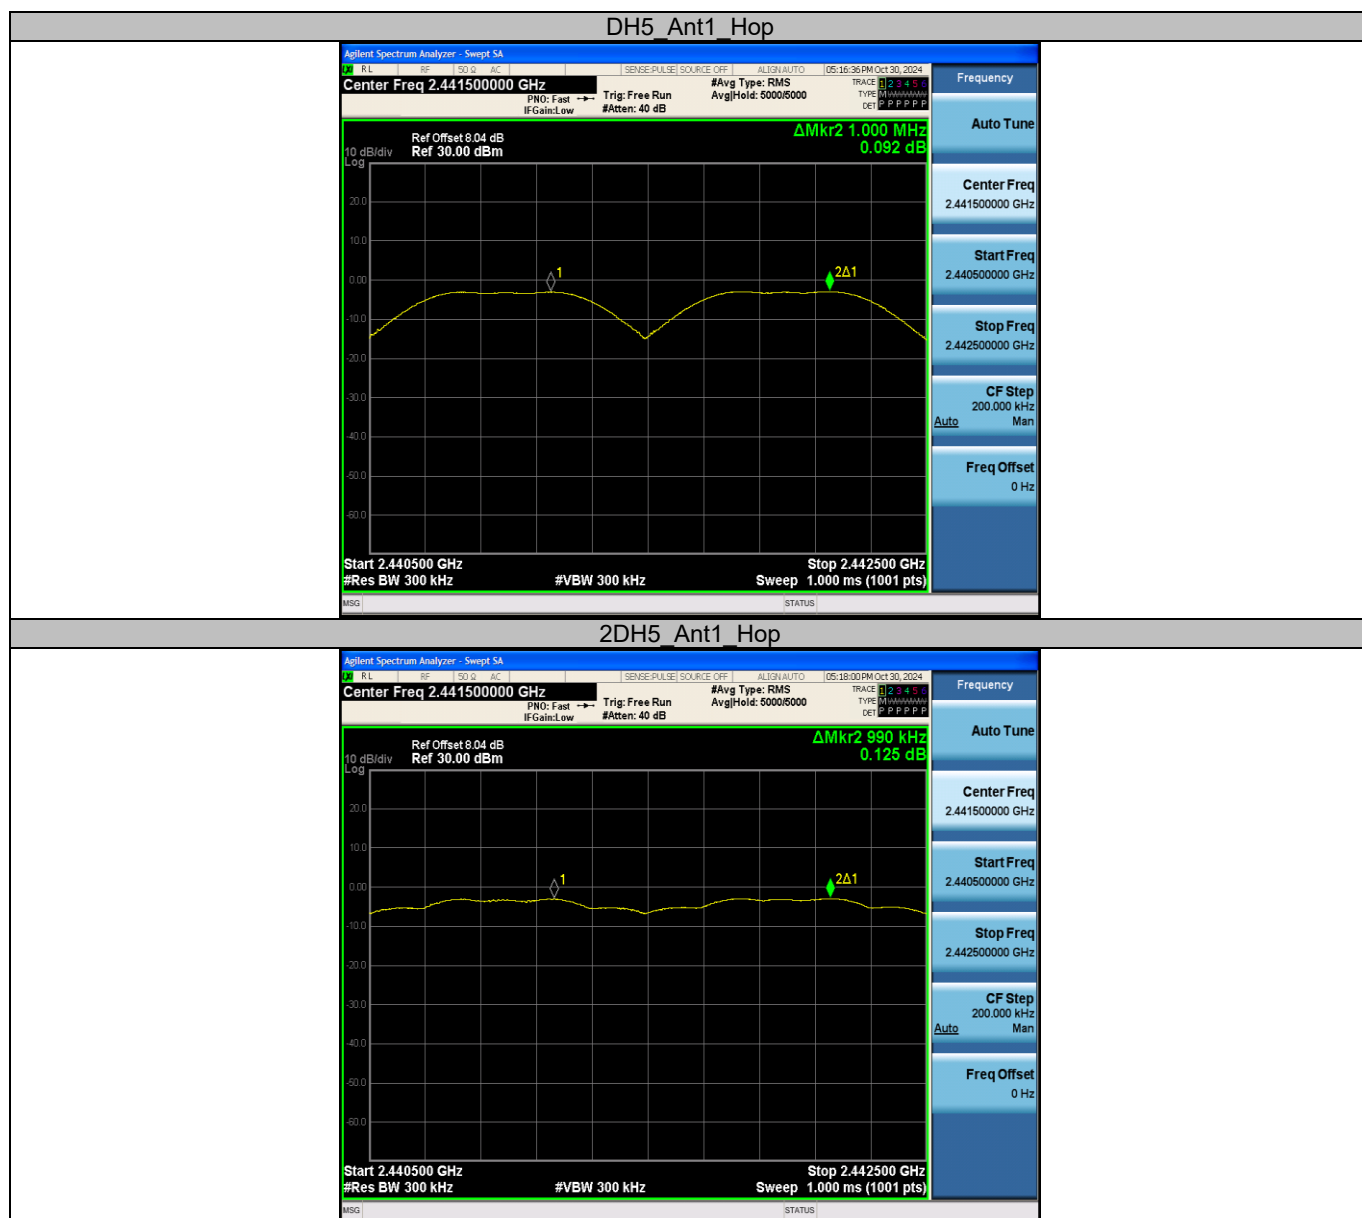 DH5_Ant1_Hop
Agilent Spectrum Analyzer - Swept SA
RL RF 50 Ω AC SENSE:PULSE SOURCE OFF ALIGN AUTO 05:16:36 PM Oct 30, 2024
Center Freq 2.441500000 GHz
PNO: Fast
IFGain:Low
Trig: Free Run
#Atten: 40 dB
#Avg Type: RMS
Avg|Hold: 5000/5000
TRACE 1 2 3 4 5 6
TYPE M W W W W W
DET P P P P P P
Frequency
Auto Tune
Center Freq
2.441500000 GHz
Start Freq
2.440500000 GHz
Stop Freq
2.442500000 GHz
CF Step
200.000 kHz
Auto Man
Freq Offset
0 Hz
Ref Offset 8.04 dB
10 dB/div Ref 30.00 dBm
Log
ΔMkr2 1.000 MHz
0.092 dB
20.0
10.0
0.00
-10.0
-20.0
-30.0
-40.0
-50.0
-60.0
1
2Δ1
Start 2.440500 GHz Stop 2.442500 GHz
#Res BW 300 kHz #VBW 300 kHz Sweep 1.000 ms (1001 pts)
MSG STATUS
2DH5_Ant1_Hop
Agilent Spectrum Analyzer - Swept SA
RL RF 50 Ω AC SENSE:PULSE SOURCE OFF ALIGN AUTO 05:18:00 PM Oct 30, 2024
Center Freq 2.441500000 GHz
PNO: Fast
IFGain:Low
Trig: Free Run
#Atten: 40 dB
#Avg Type: RMS
Avg|Hold: 5000/5000
TRACE 1 2 3 4 5 6
TYPE M W W W W W
DET P P P P P P
Frequency
Auto Tune
Center Freq
2.441500000 GHz
Start Freq
2.440500000 GHz
Stop Freq
2.442500000 GHz
CF Step
200.000 kHz
Auto Man
Freq Offset
0 Hz
Ref Offset 8.04 dB
10 dB/div Ref 30.00 dBm
Log
ΔMkr2 990 kHz
0.125 dB
20.0
10.0
0.00
-10.0
-20.0
-30.0
-40.0
-50.0
-60.0
1
2Δ1
Start 2.440500 GHz Stop 2.442500 GHz
#Res BW 300 kHz #VBW 300 kHz Sweep 1.000 ms (1001 pts)
MSG STATUS